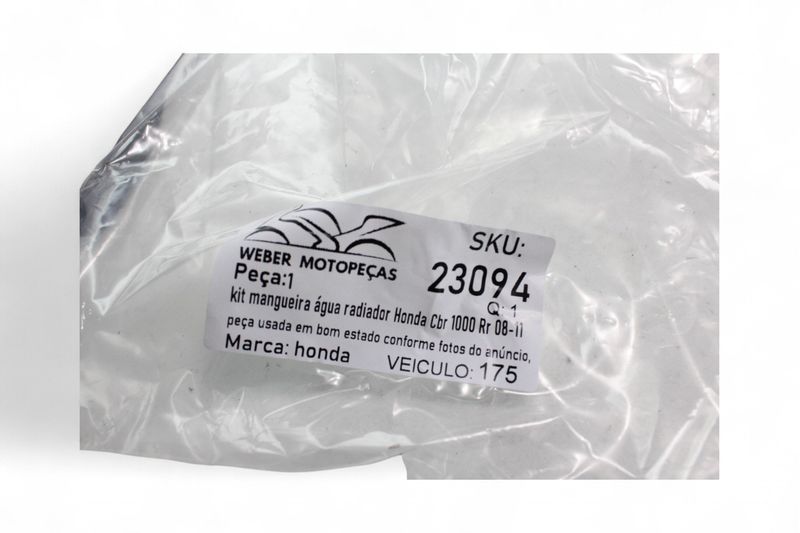 WEBER MOTOPEÇAS
SKU:
23094
Peça:1
Q: 1
kit mangueira água radiador Honda Cbr 1000 Rr 08-11
peça usada em bom estado conforme fotos do anúncio,
Marca: honda
VEICULO: 175